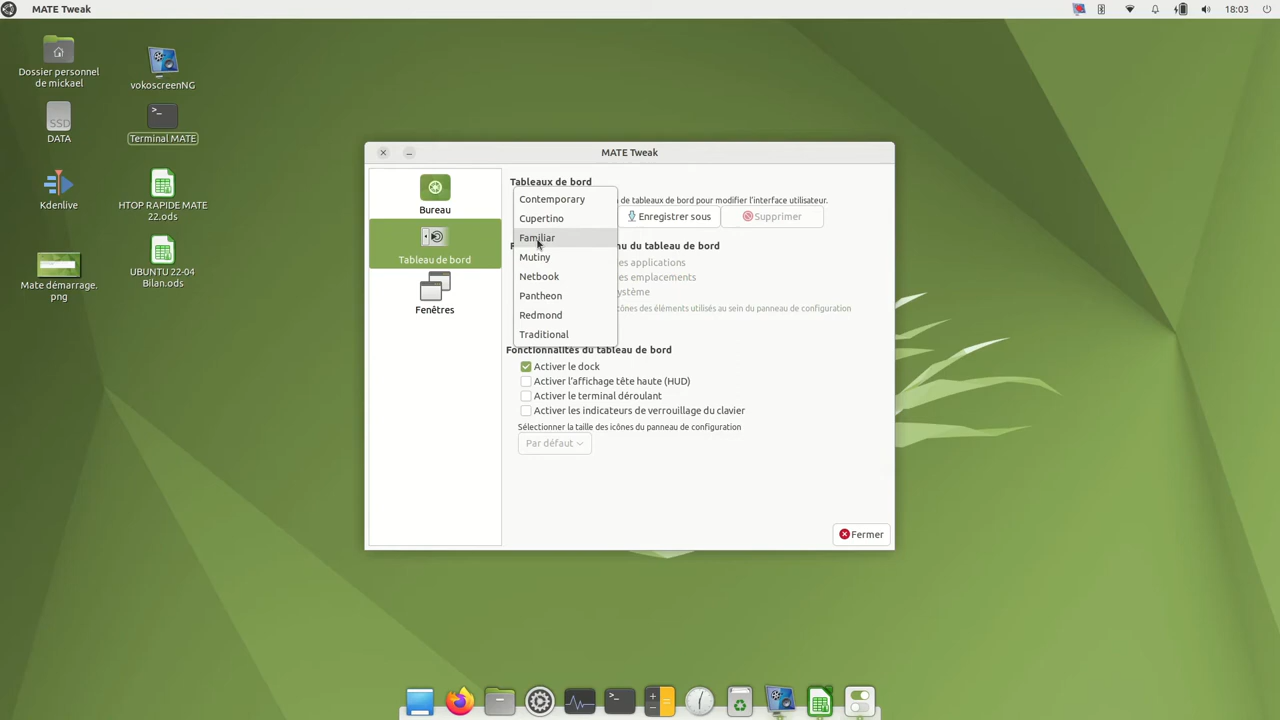 MATE Tweak
18:03
Dossier personnel
de mickael
vokoscreenNG
SSD
DATA
Terminal MATE
Kdenlive
HTOP RAPIDE MATE
22.ods
Mate démarrage.
png
UBUNTU 22-04
Bilan.ods
MATE Tweak
Bureau
Tableau de bord
Fenêtres
Tableaux de bord
de tableaux de bord pour modifier l'interface utilisateur.
Enregistrer sous
Supprimer
Contemporary
Cupertino
Familiar
Mutiny
Netbook
Pantheon
Redmond
Traditional
nu du tableau de bord
es applications
es emplacements
ystème
cônes des éléments utilisés au sein du panneau de configuration
Fonctionnalités du tableau de bord
Activer le dock
Activer l'affichage tête haute (HUD)
Activer le terminal déroulant
Activer les indicateurs de verrouillage du clavier
Sélectionner la taille des icônes du panneau de configuration
Par défaut
Fermer